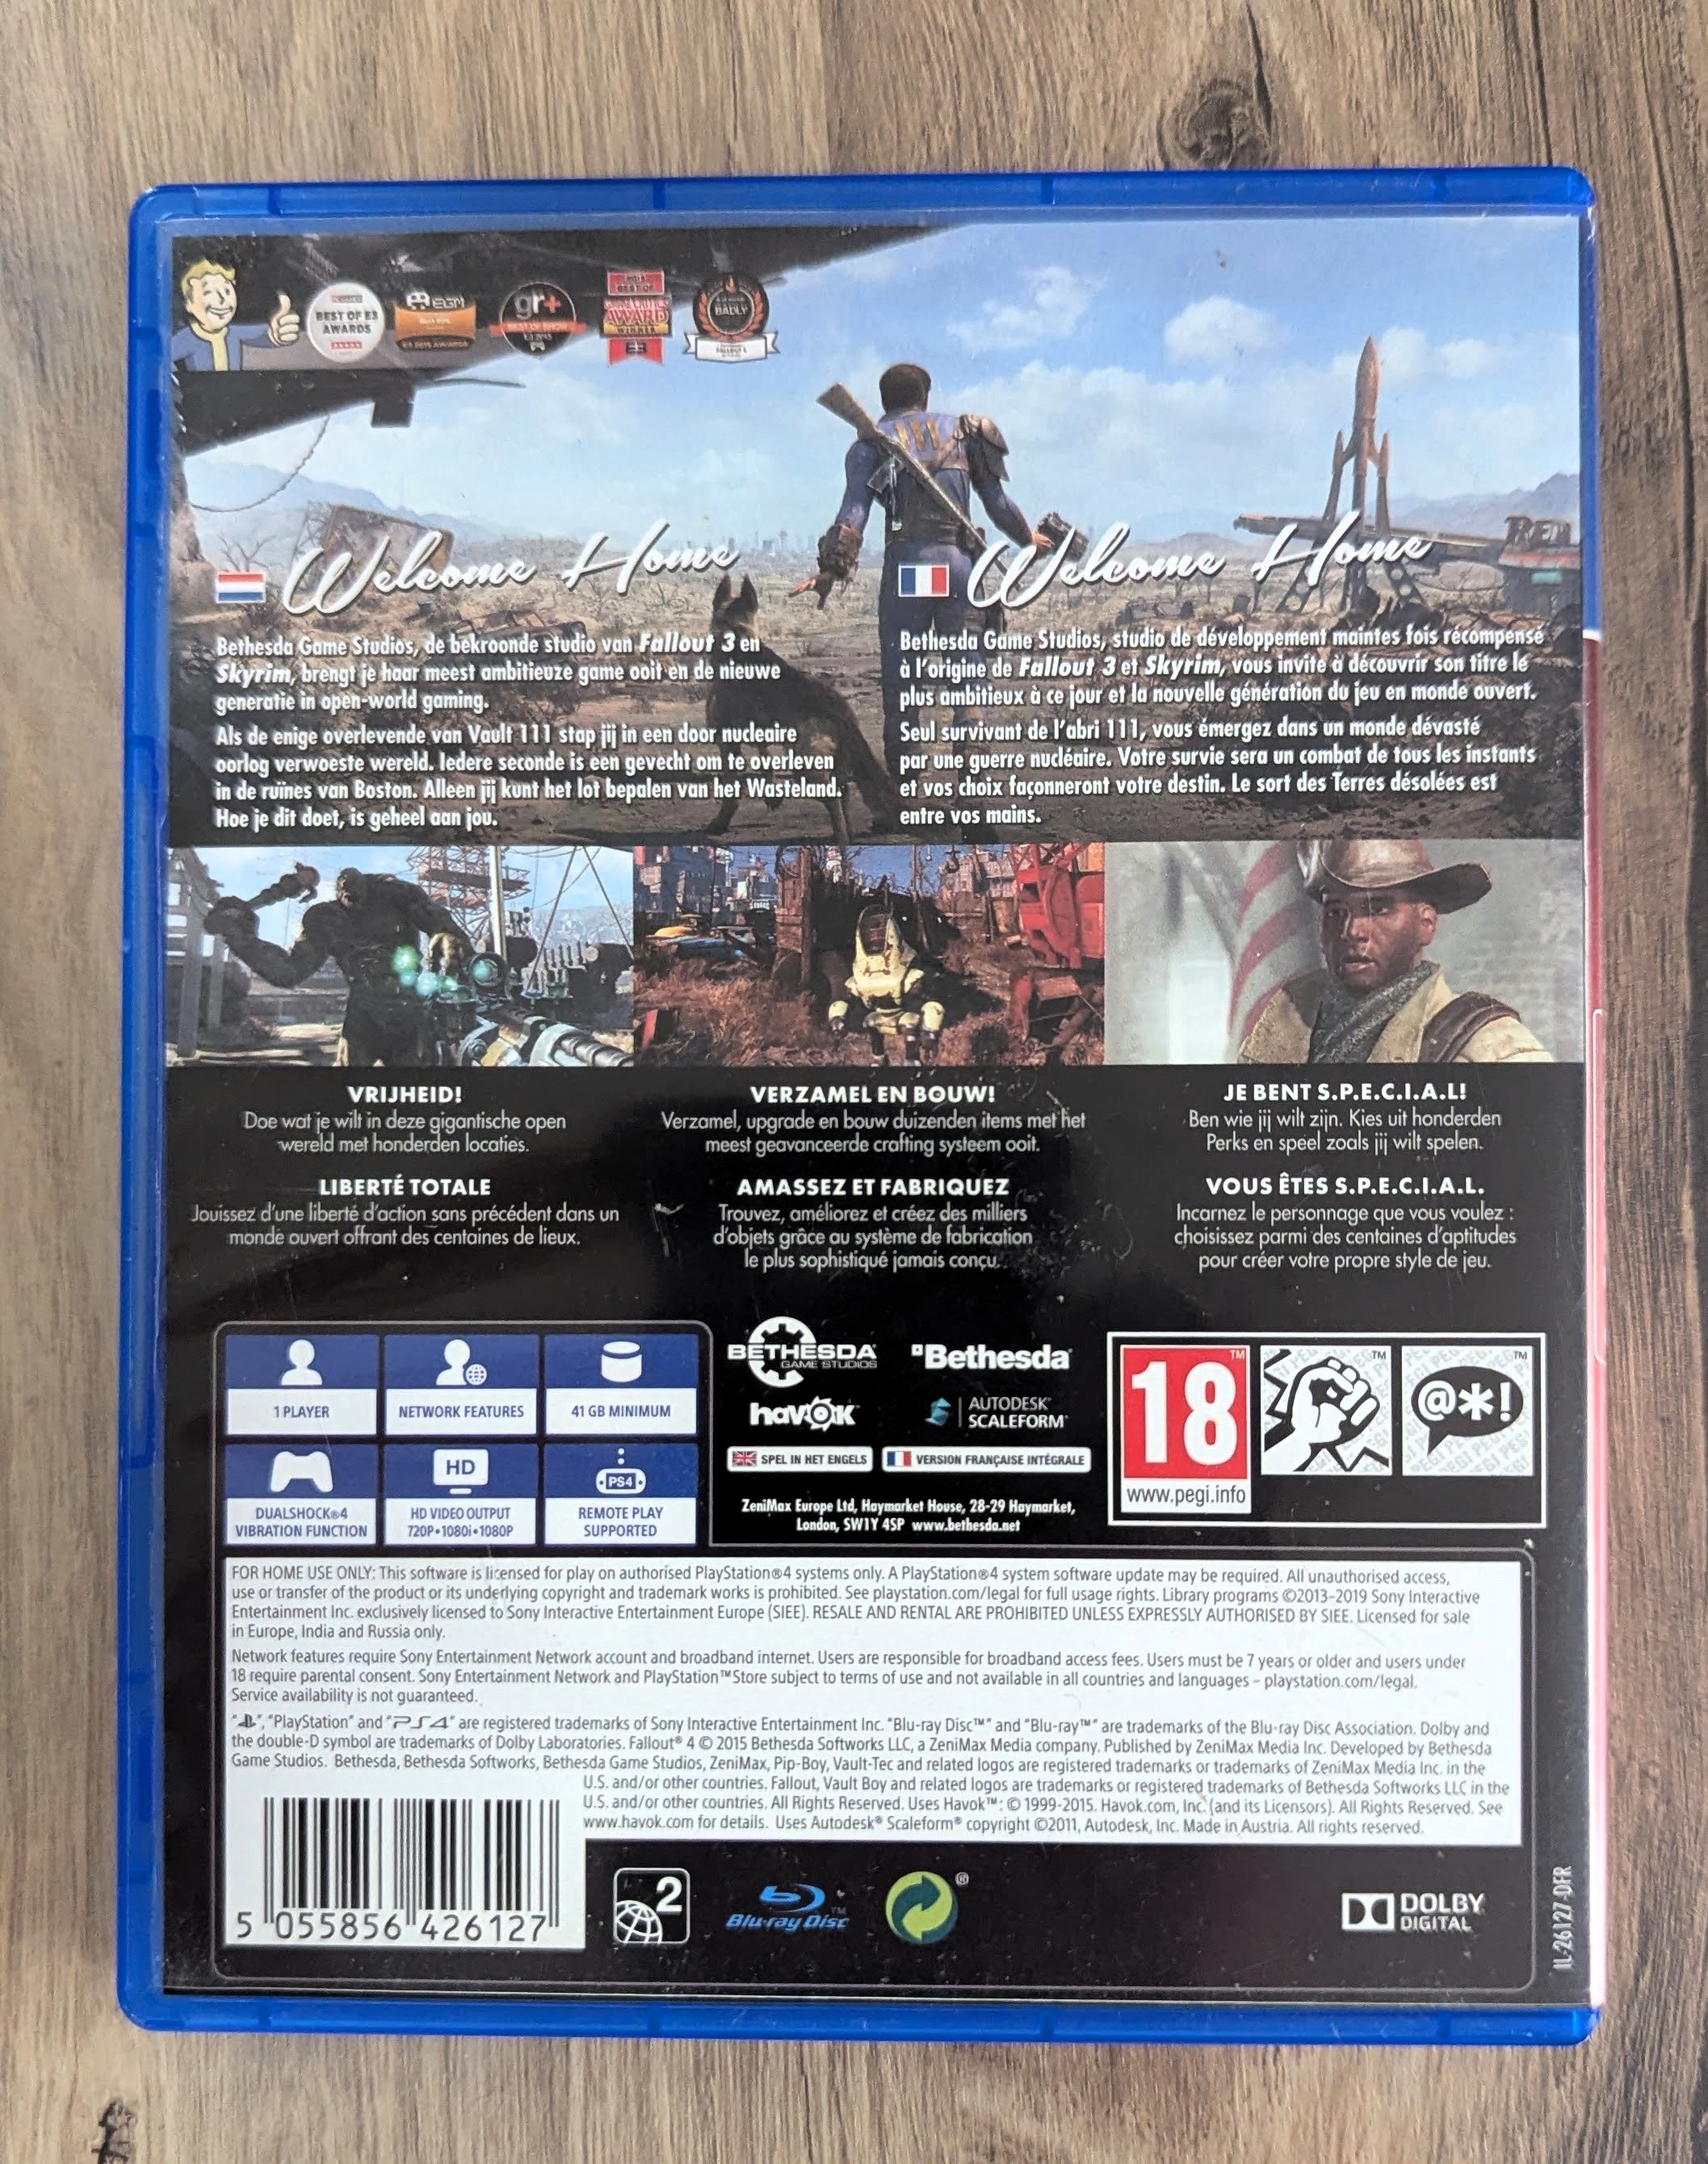 BEST OF E3
AWARDS
EGM
E3 2015 AWARDS
gr+
BEST OF SHOW
E3 2015
BEST OF
GAME CRITICS
AWARD
WINNER
E3
BADLY
111
RED
Welcome Home
Bethesda Game Studios, de bekroonde studio van Fallout 3 en
Skyrim, brengt je haar meest ambitieuze game ooit en de nieuwe
generatie in open-world gaming.
Als de enige overlevende van Vault 111 stap jij in een door nucleaire
oorlog verwoeste wereld. Iedere seconde is een gevecht om te overleven
in de ruïnes van Boston. Alleen jij kunt het lot bepalen van het Wasteland.
Hoe je dit doet, is geheel aan jou.
Welcome Home
Bethesda Game Studios, studio de développement maintes fois récompensé
à l'origine de Fallout 3 et Skyrim, vous invite à découvrir son titre le
plus ambitieux à ce jour et la nouvelle génération du jeu en monde ouvert.
Seul survivant de l'abri 111, vous émergez dans un monde dévasté
par une guerre nucléaire. Votre survie sera un combat de tous les instants
et vos choix façonneront votre destin. Le sort des Terres désolées est
entre vos mains.
VRIJHEID!
Doe wat je wilt in deze gigantische open
wereld met honderden locaties.
LIBERTÉ TOTALE
Jouissez d'une liberté d'action sans précédent dans un
monde ouvert offrant des centaines de lieux.
VERZAMEL EN BOUW!
Verzamel, upgrade en bouw duizenden items met het
meest geavanceerde crafting systeem ooit.
AMASSEZ ET FABRIQUEZ
Trouvez, améliorez et créez des milliers
d'objets grâce au système de fabrication
le plus sophistiqué jamais conçu.
JE BENT S.P.E.C.I.A.L!
Ben wie jij wilt zijn. Kies uit honderden
Perks en speel zoals jij wilt spelen.
VOUS ÊTES S.P.E.C.I.A.L.
Incarnez le personnage que vous voulez :
choisissez parmi des centaines d'aptitudes
pour créer votre propre style de jeu.
1 PLAYER
NETWORK FEATURES
41 GB MINIMUM
DUALSHOCK®4
VIBRATION FUNCTION
HD
HD VIDEO OUTPUT
720P•1080i•1080P
PS4
REMOTE PLAY
SUPPORTED
BETHESDA
GAME STUDIOS
Bethesda
havok
AUTODESK®
SCALEFORM®
SPEL IN HET ENGELS
VERSION FRANÇAISE INTÉGRALE
ZeniMax Europe Ltd, Haymarket House, 28-29 Haymarket,
London, SW1Y 4SP www.bethesda.net
18™
www.pegi.info
™
@*!™
FOR HOME USE ONLY: This software is licensed for play on authorised PlayStation®4 systems only. A PlayStation®4 system software update may be required. All unauthorised access,
use or transfer of the product or its underlying copyright and trademark works is prohibited. See playstation.com/legal for full usage rights. Library programs ©2013-2019 Sony Interactive
Entertainment Inc. exclusively licensed to Sony Interactive Entertainment Europe (SIEE). RESALE AND RENTAL ARE PROHIBITED UNLESS EXPRESSLY AUTHORISED BY SIEE. Licensed for sale
in Europe, India and Russia only.
Network features require Sony Entertainment Network account and broadband internet. Users are responsible for broadband access fees. Users must be 7 years or older and users under
18 require parental consent. Sony Entertainment Network and PlayStation™Store subject to terms of use and not available in all countries and languages – playstation.com/legal.
Service availability is not guaranteed.
" ", "PlayStation" and "PS4" are registered trademarks of Sony Interactive Entertainment Inc. "Blu-ray Disc™" and "Blu-ray™" are trademarks of the Blu-ray Disc Association. Dolby and
the double-D symbol are trademarks of Dolby Laboratories. Fallout® 4 © 2015 Bethesda Softworks LLC, a ZeniMax Media company. Published by ZeniMax Media Inc. Developed by Bethesda
Game Studios. Bethesda, Bethesda Softworks, Bethesda Game Studios, ZeniMax, Pip-Boy, Vault-Tec and related logos are registered trademarks or trademarks of ZeniMax Media Inc. in the
U.S. and/or other countries. Fallout, Vault Boy and related logos are trademarks or registered trademarks of Bethesda Softworks LLC in the
U.S. and/or other countries. All Rights Reserved. Uses Havok™: © 1999-2015. Havok.com, Inc. (and its Licensors). All Rights Reserved. See
www.havok.com for details. Uses Autodesk® Scaleform® copyright ©2011, Autodesk, Inc. Made in Austria. All rights reserved.
5 055856 426127
2
Blu-ray Disc™
®
DOLBY
DIGITAL
IL-26127-DFR